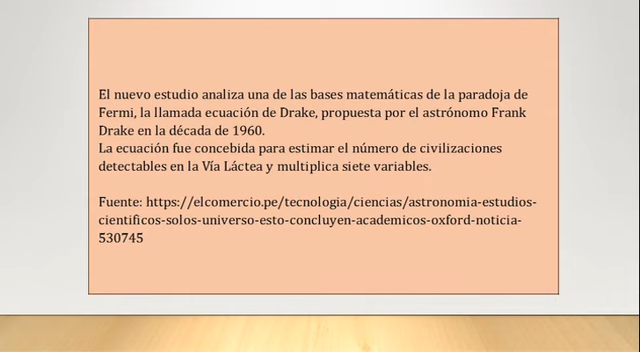 El nuevo estudio analiza una de las bases matemáticas de la paradoja de
Fermi, la llamada ecuación de Drake, propuesta por el astrónomo Frank
Drake en la década de 1960.
La ecuación fue concebida para estimar el número de civilizaciones
detectables en la Vía Láctea y multiplica siete variables.
Fuente: https://elcomercio.pe/tecnologia/ciencias/astronomia-estudios-
cientificos-solos-universo-esto-concluyen-academicos-oxford-noticia-
530745